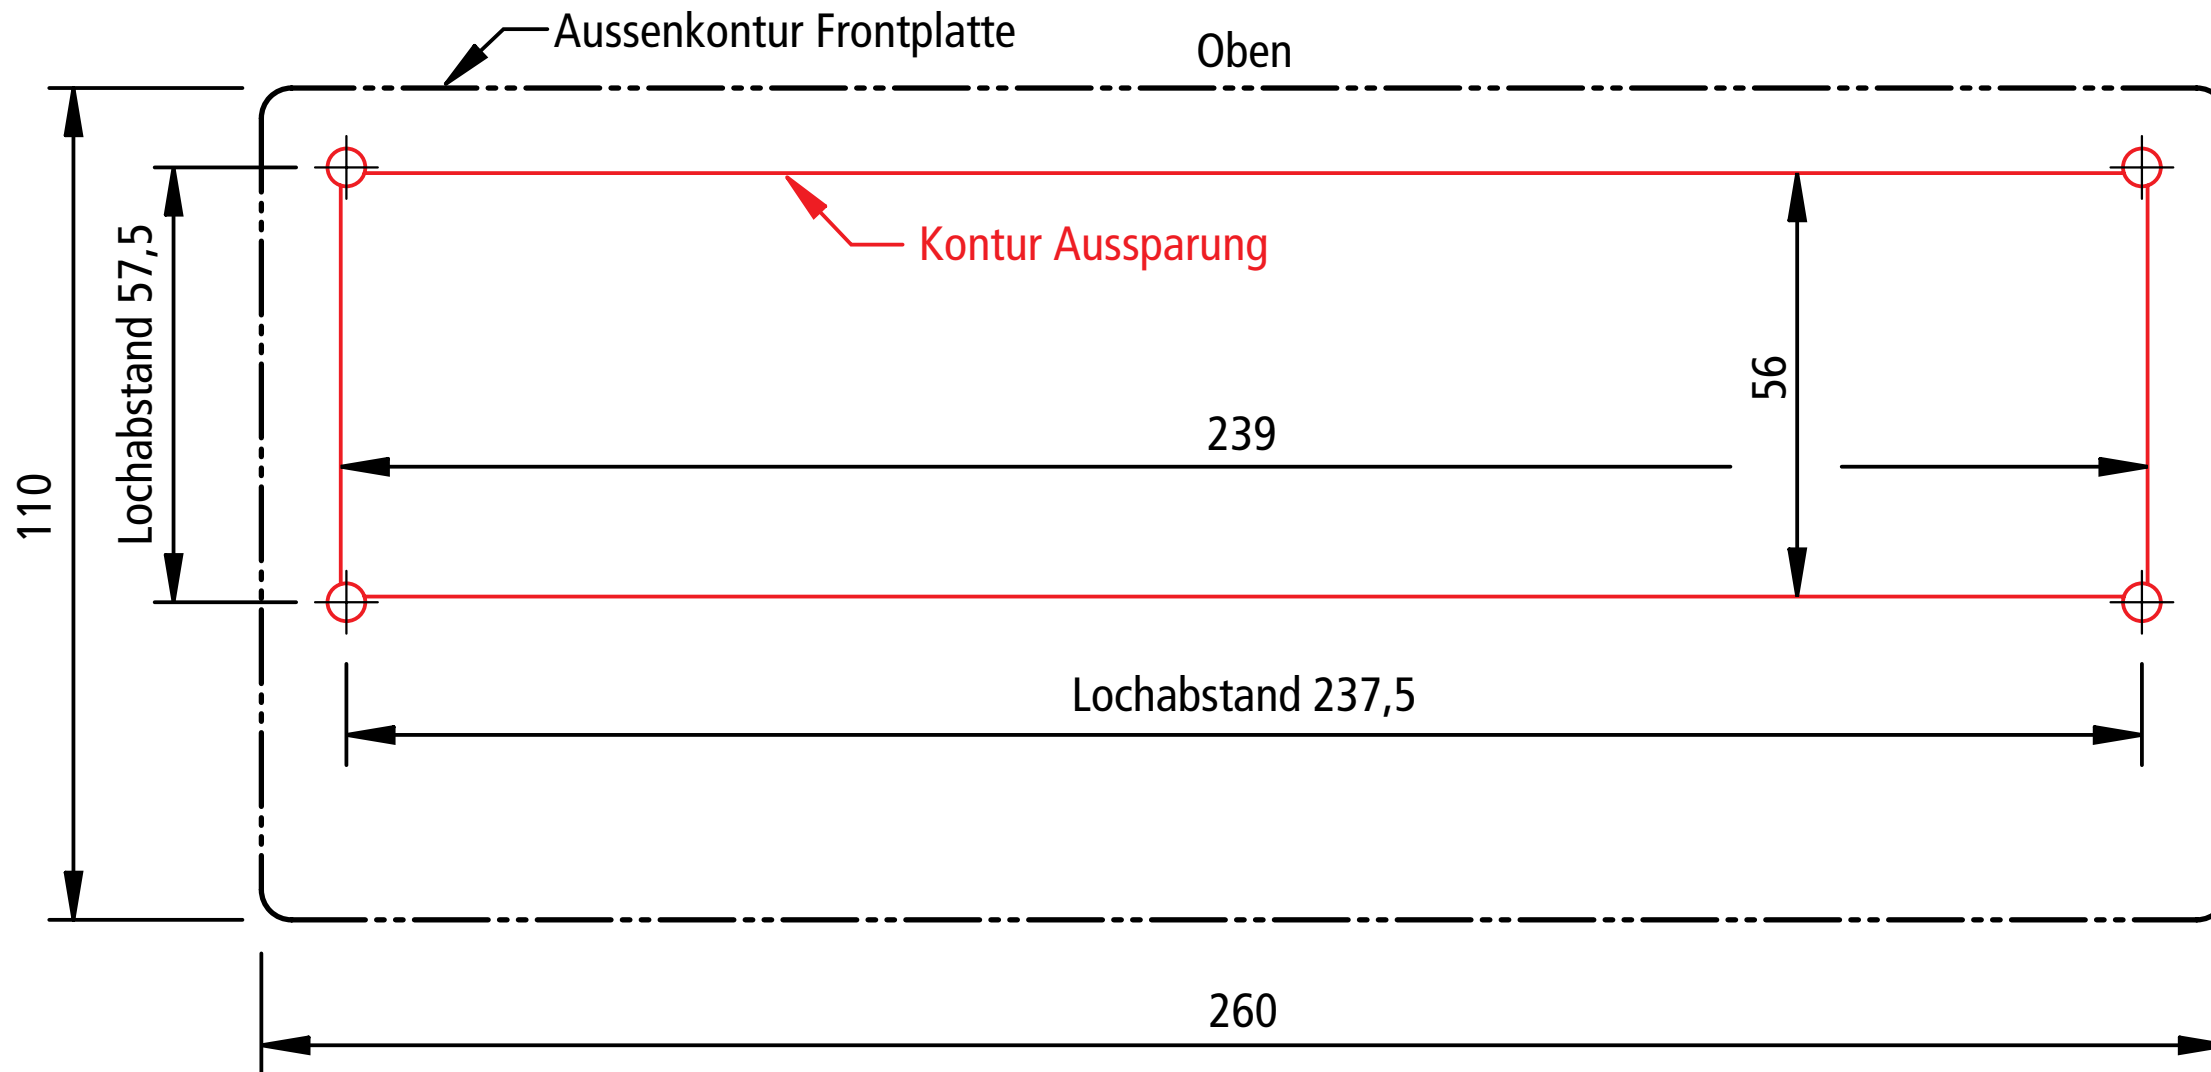 Aussenkontur Frontplatte
Oben
Kontur Aussparung
Lochabstand 57,5
56
239
110
Lochabstand 237,5
260